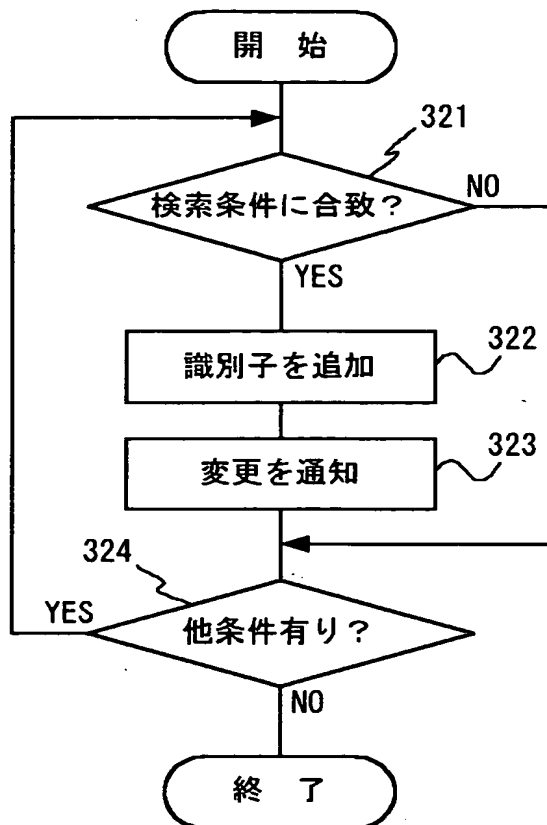 開 始
321
検索条件に合致?
NO
YES
識別子を追加
322
変更を通知
323
324
YES
他条件有り?
NO
終 了